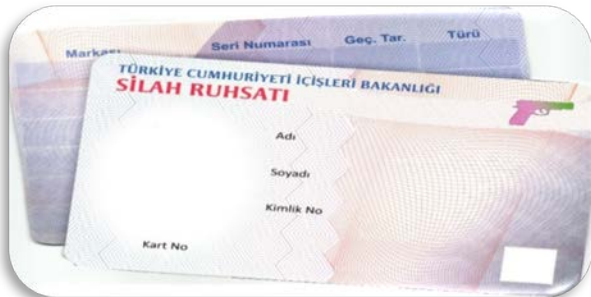 Markası Seri Numarası Geç. Tar. Türü
TÜRKİYE CUMHURİYETİ İÇİŞLERİ BAKANLIĞI
SİLAH RUHSATI
Adı
Soyadı
Kimlik No
Kart No